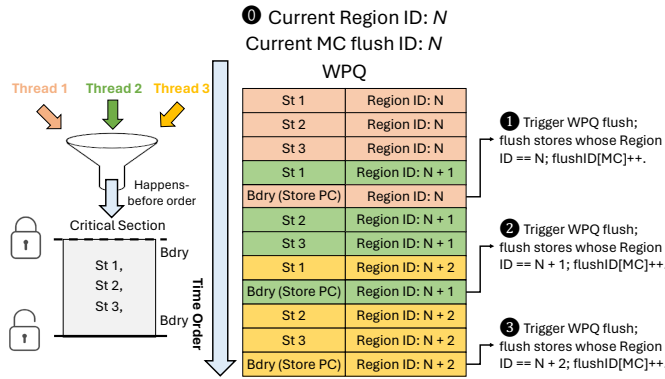 ⓿ Current Region ID: N
Current MC flush ID: N
WPQ
Thread 1 Thread 2 Thread 3
Happens-
before order
Critical Section
Bdry
St 1,
St 2,
St 3,
Bdry
Time Order
St 1 Region ID: N
St 2 Region ID: N
St 3 Region ID: N
St 1 Region ID: N + 1
Bdry (Store PC) Region ID: N
St 2 Region ID: N + 1
St 3 Region ID: N + 1
St 1 Region ID: N + 2
Bdry (Store PC) Region ID: N + 1
St 2 Region ID: N + 2
St 3 Region ID: N + 2
Bdry (Store PC) Region ID: N + 2
❶ Trigger WPQ flush;
flush stores whose Region
ID == N; flushID[MC]++.
❷ Trigger WPQ flush;
flush stores whose Region
ID == N + 1; flushID[MC]++.
❸ Trigger WPQ flush;
flush stores whose Region
ID == N + 2; flushID[MC]++.